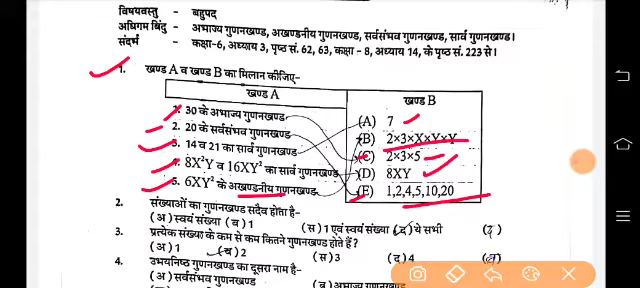 विषयवस्तु - बहुपद
अधिगम बिंदु - अभाज्य गुणनखण्ड, अखण्डनीय गुणनखण्ड, सर्वसंभव गुणनखण्ड, सार्व गुणनखण्ड।
संदर्भ - कक्षा-6, अध्याय 3, पृष्ठ सं. 62, 63, कक्षा - 8, अध्याय 14, के पृष्ठ सं. 223 से।
1. खण्ड A व खण्ड B का मिलान कीजिए-
खण्ड A खण्ड B
1. 30 के अभाज्य गुणनखण्ड (A) 7
2. 20 के सर्वसंभव गुणनखण्ड (B) 2×3×X×Y×Y
3. 14 व 21 का सार्व गुणनखण्ड (C) 2×3×5
4. 8X²Y व 16XY² का सार्व गुणनखण्ड (D) 8XY
5. 6XY² के अखण्डनीय गुणनखण्ड (E) 1,2,4,5,10,20
2. संख्याओं का गुणनखण्ड सदैव होता है-
(अ) स्वयं संख्या (ब) 1 (स) 1 एवं स्वयं संख्या (द) ये सभी
3. प्रत्येक संख्या के कम से कम कितने गुणनखण्ड होते हैं?
(अ) 1 (ब) 2 (स) 3 (द) 4
4. उभयनिष्ठ गुणनखण्ड का दूसरा नाम है-
(अ) सर्वसंभव गुणनखण्ड (ब) अभाज्य गुणनखण्ड